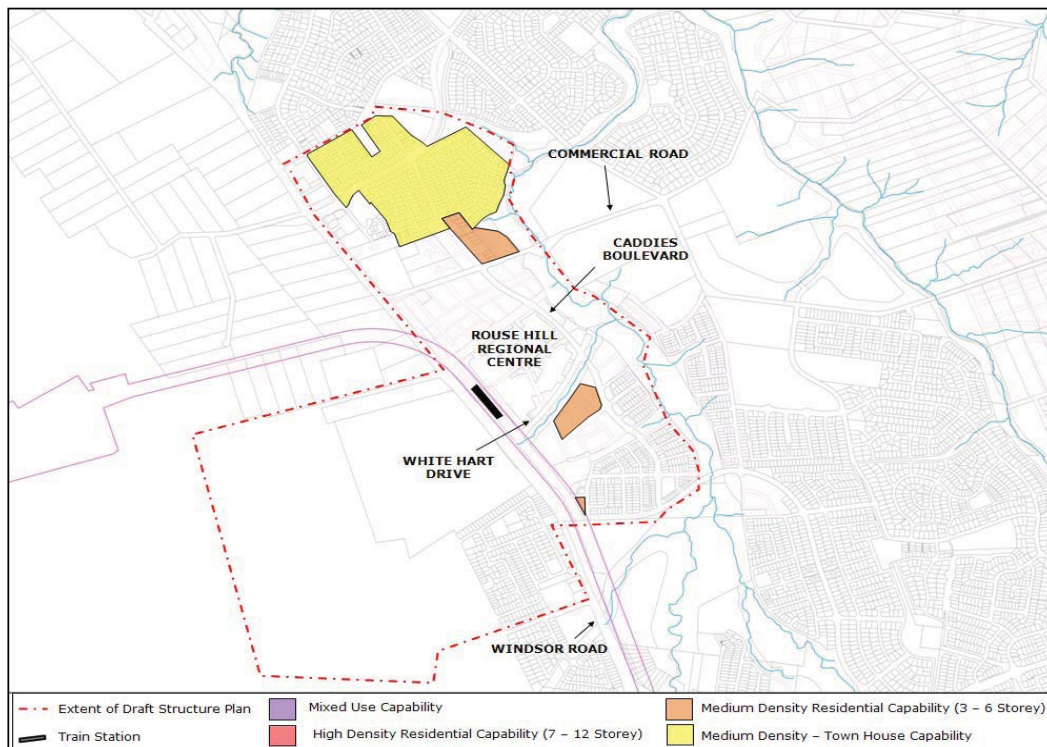 COMMERCIAL ROAD
CADDIES
BOULEVARD
ROUSE HILL
REGIONAL
CENTRE
WHITE HART
DRIVE
WINDSOR ROAD
Extent of Draft Structure Plan
Train Station
Mixed Use Capability
High Density Residential Capability (7 – 12 Storey)
Medium Density Residential Capability (3 – 6 Storey)
Medium Density – Town House Capability